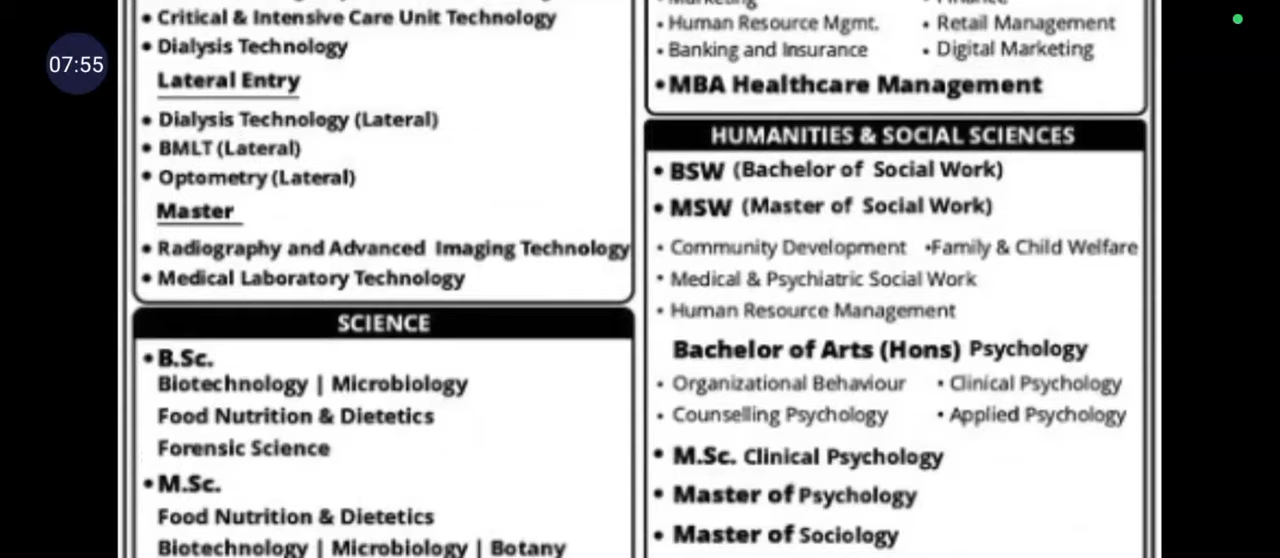 07:55
• Critical & Intensive Care Unit Technology
• Dialysis Technology
Lateral Entry
• Dialysis Technology (Lateral)
• BMLT (Lateral)
• Optometry (Lateral)
Master
• Radiography and Advanced Imaging Technology
• Medical Laboratory Technology
SCIENCE
• B.Sc.
Biotechnology | Microbiology
Food Nutrition & Dietetics
Forensic Science
• M.Sc.
Food Nutrition & Dietetics
Biotechnology | Microbiology | Botany
Marketing • Finance
• Human Resource Mgmt. • Retail Management
• Banking and Insurance • Digital Marketing
• MBA Healthcare Management
HUMANITIES & SOCIAL SCIENCES
• BSW (Bachelor of Social Work)
• MSW (Master of Social Work)
• Community Development •Family & Child Welfare
• Medical & Psychiatric Social Work
• Human Resource Management
Bachelor of Arts (Hons) Psychology
• Organizational Behaviour • Clinical Psychology
• Counselling Psychology • Applied Psychology
• M.Sc. Clinical Psychology
• Master of Psychology
• Master of Sociology